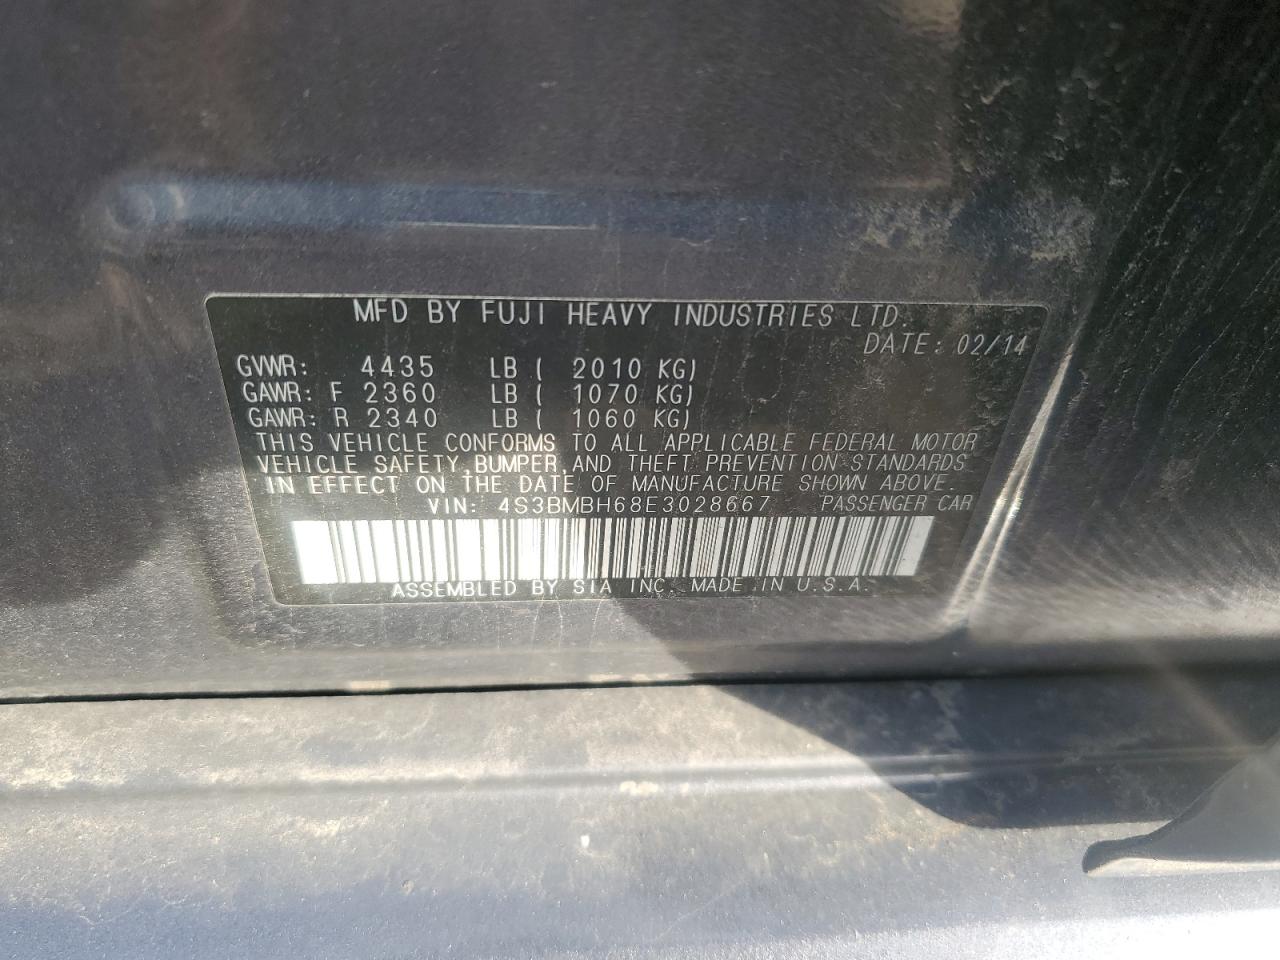 MFD BY FUJI HEAVY INDUSTRIES LTD.
DATE: 02/14
GVWR: 4435 LB ( 2010 KG)
GAWR: F 2360 LB ( 1070 KG)
GAWR: R 2340 LB ( 1060 KG)
THIS VEHICLE CONFORMS TO ALL APPLICABLE FEDERAL MOTOR
VEHICLE SAFETY, BUMPER, AND THEFT PREVENTION STANDARDS
IN EFFECT ON THE DATE OF MANUFACTURE SHOWN ABOVE.
VIN: 4S3BMBH68E3028667 PASSENGER CAR
ASSEMBLED BY SIA INC. MADE IN U.S.A.